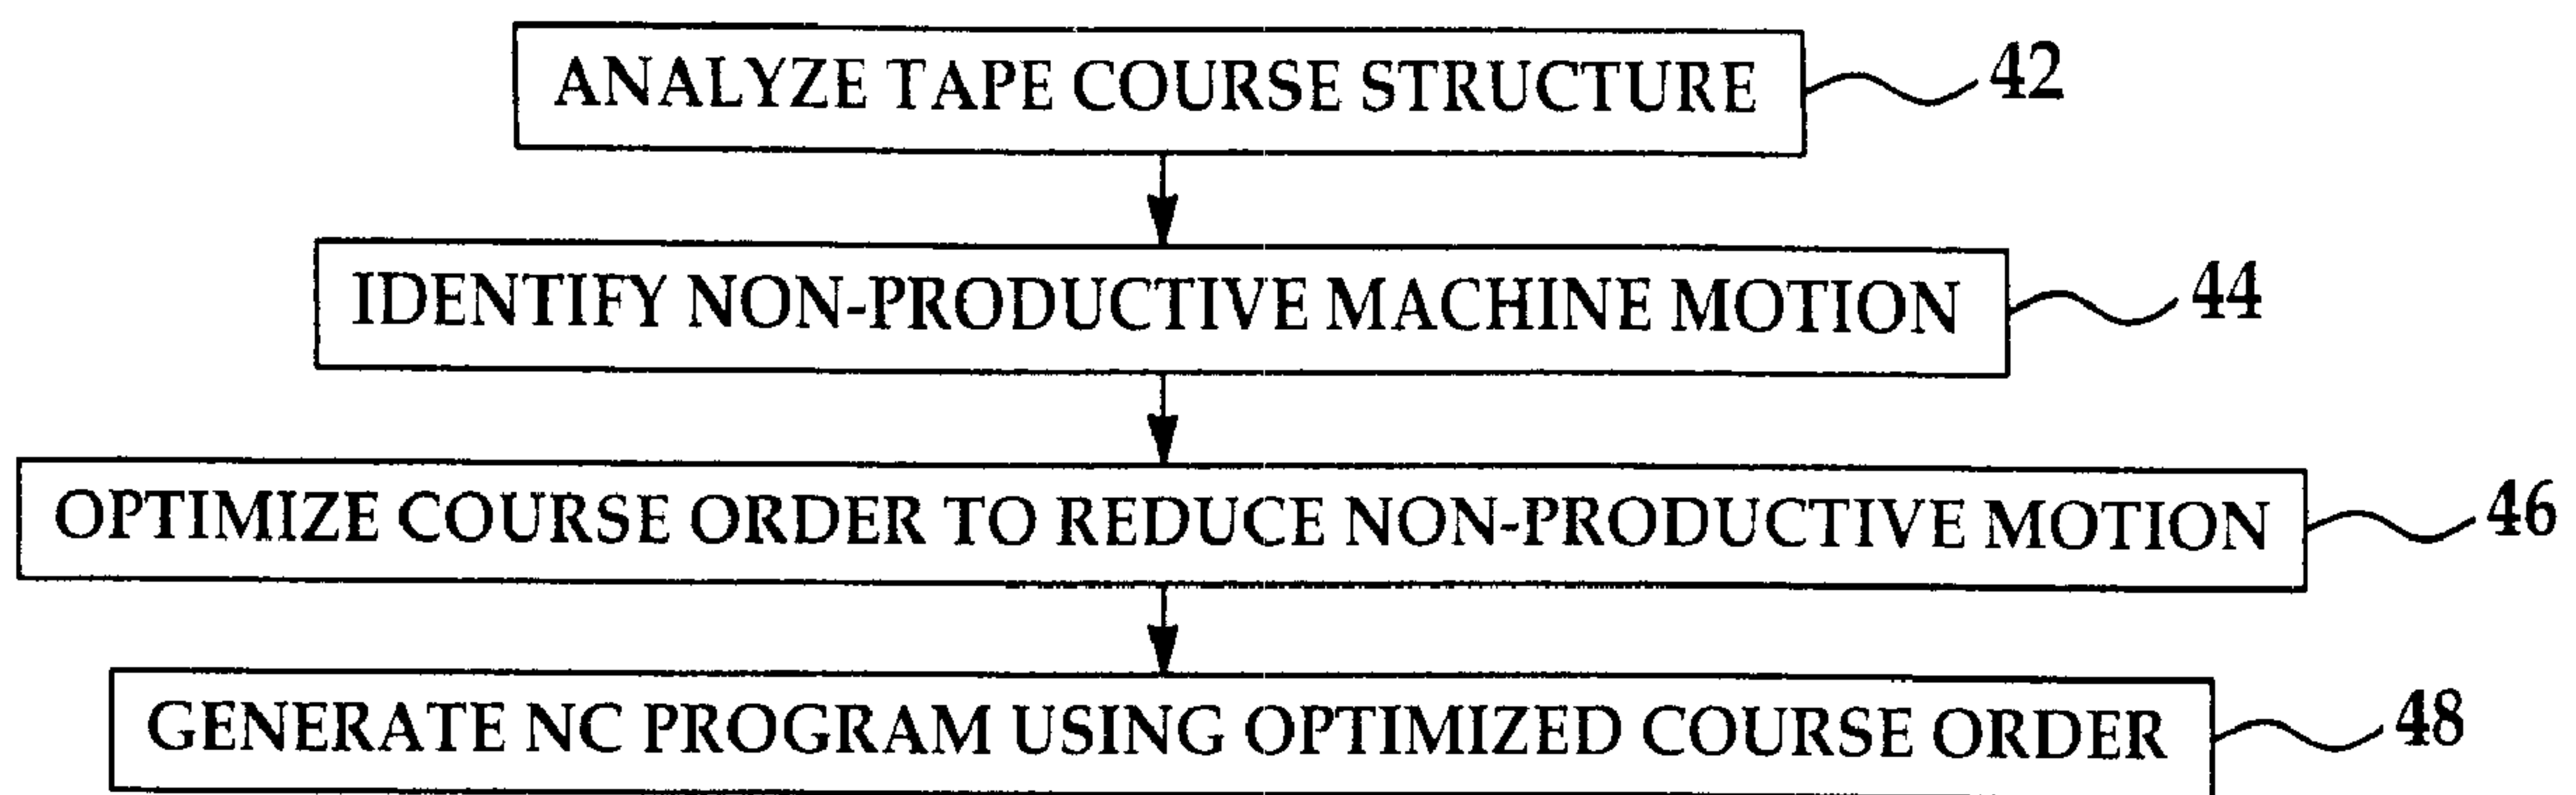 ANALYZE TAPE COURSE STRUCTURE 42
IDENTIFY NON-PRODUCTIVE MACHINE MOTION 44
OPTIMIZE COURSE ORDER TO REDUCE NON-PRODUCTIVE MOTION 46
GENERATE NC PROGRAM USING OPTIMIZED COURSE ORDER 48